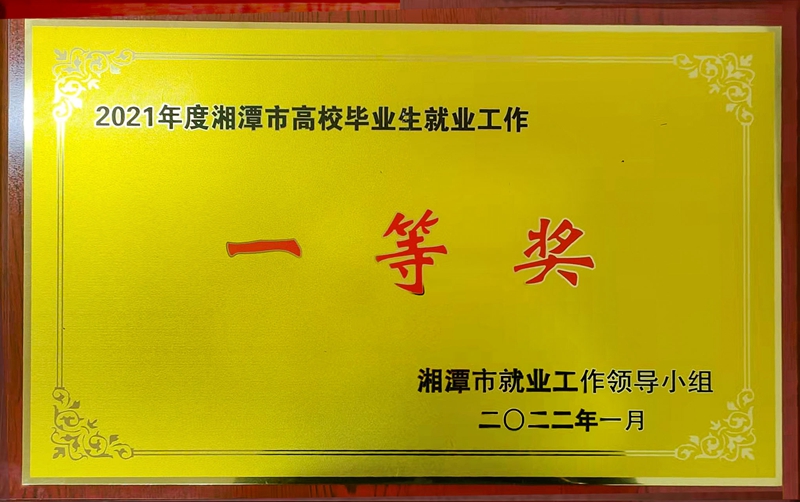 2021年度湘潭市高校毕业生就业工作
一等奖
湘潭市就业工作领导小组
二〇二二年一月